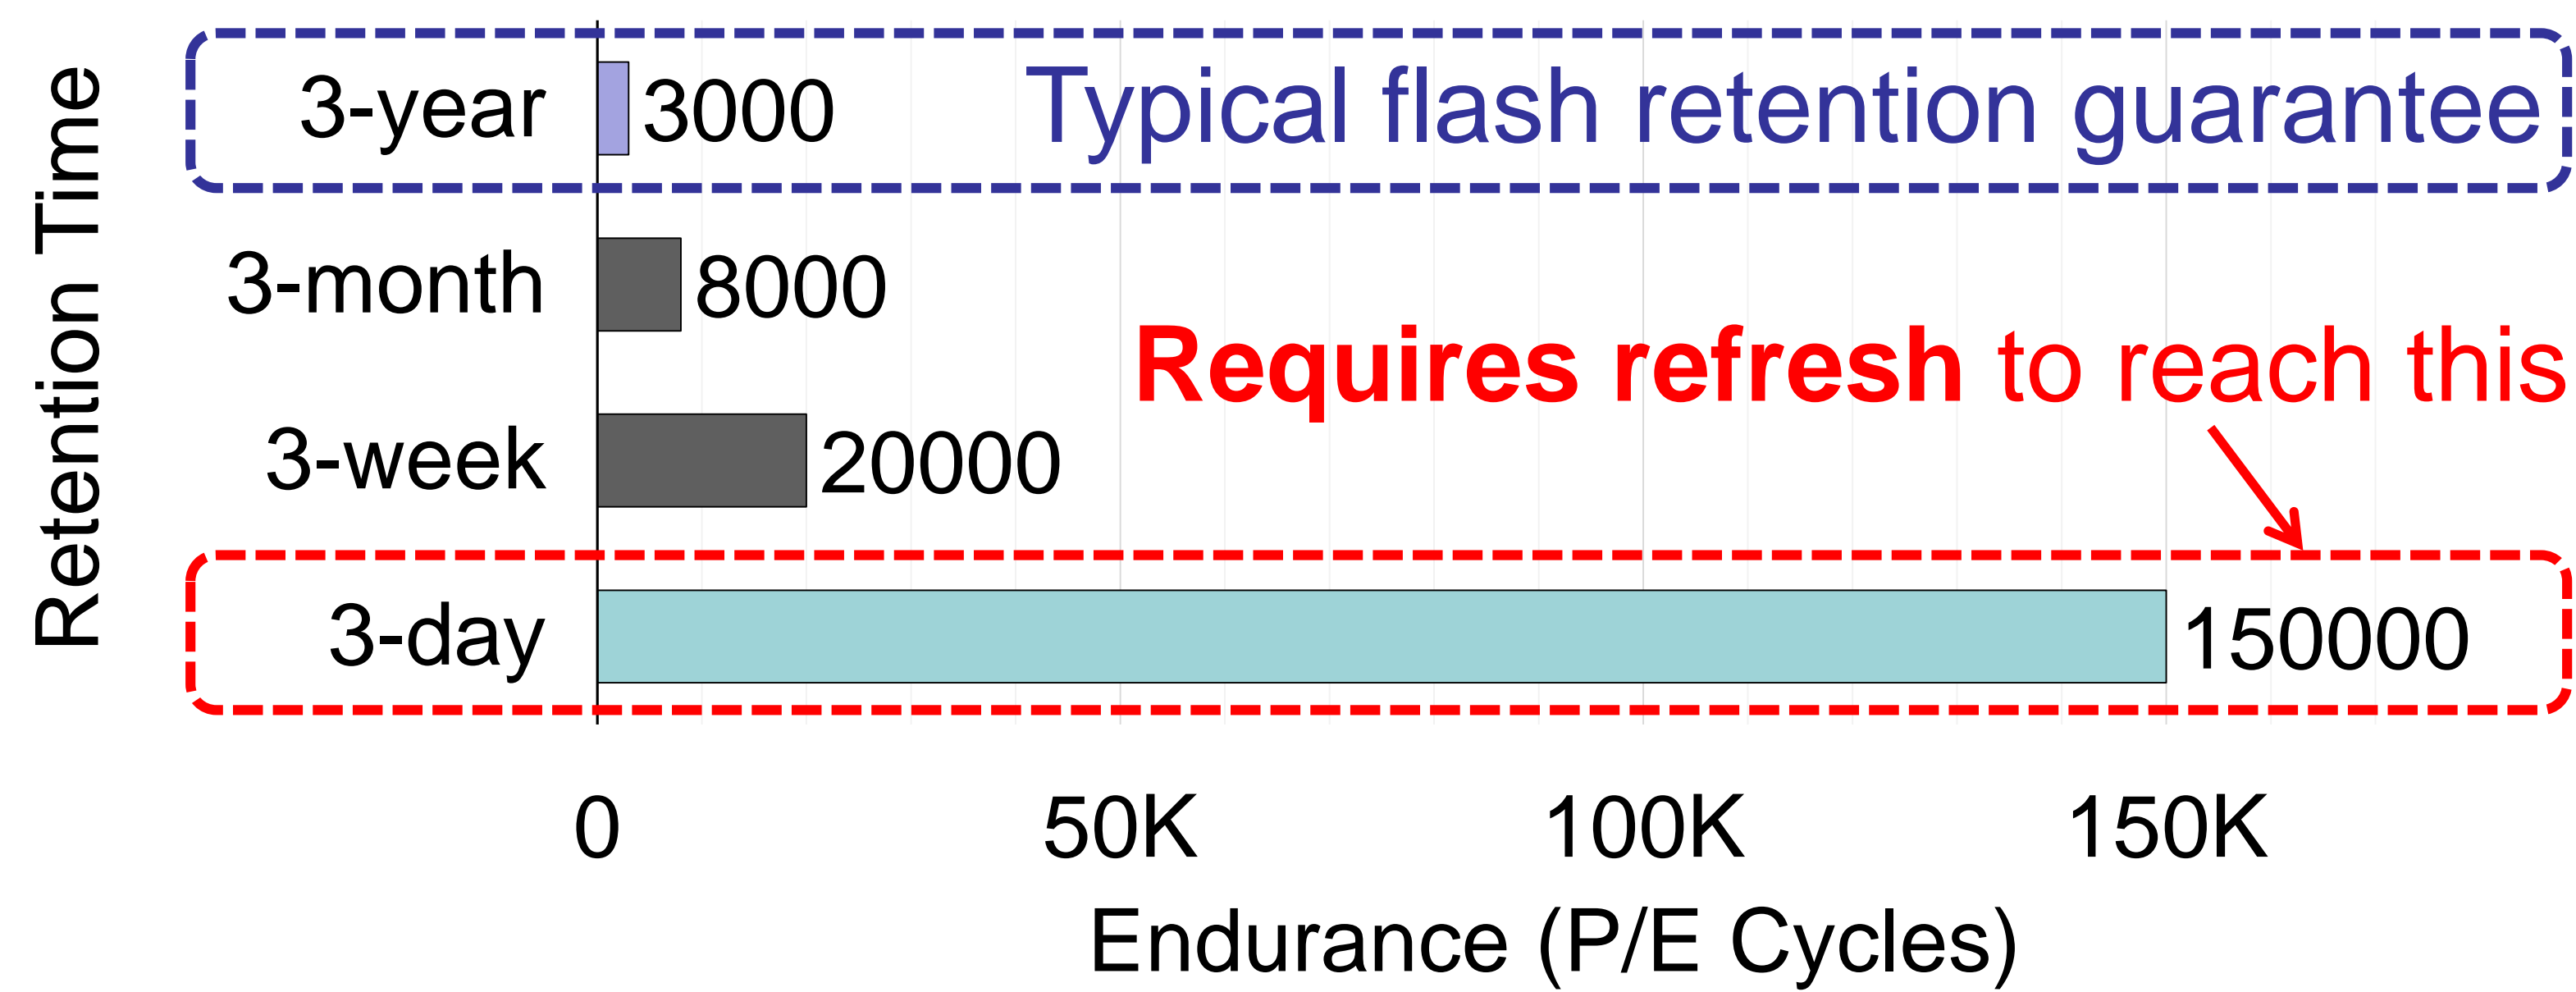 Retention Time
3-year
3000
Typical flash retention guarantee
3-month
8000
Requires refresh to reach this
3-week
20000
3-day
150000
0
50K
100K
150K
Endurance (P/E Cycles)